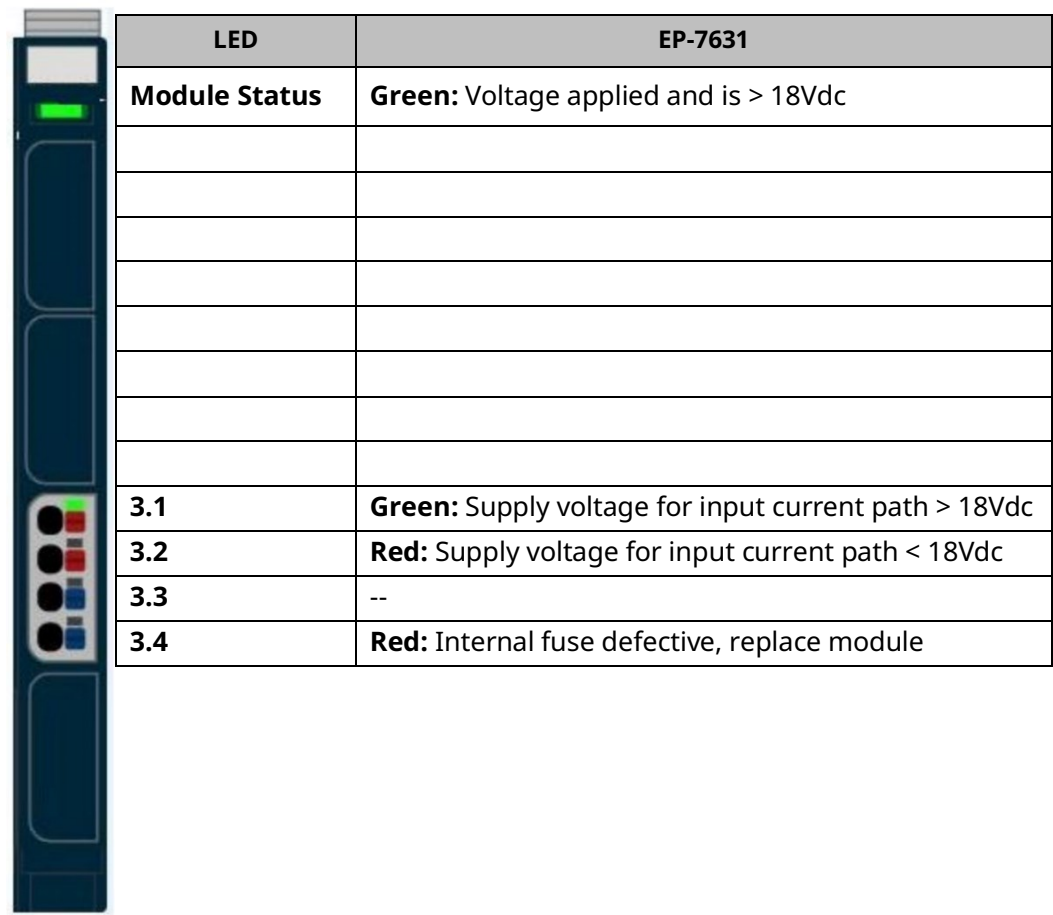 LED EP-7631
Module Status Green: Voltage applied and is > 18Vdc
3.1 Green: Supply voltage for input current path > 18Vdc
3.2 Red: Supply voltage for input current path < 18Vdc
3.3 --
3.4 Red: Internal fuse defective, replace module